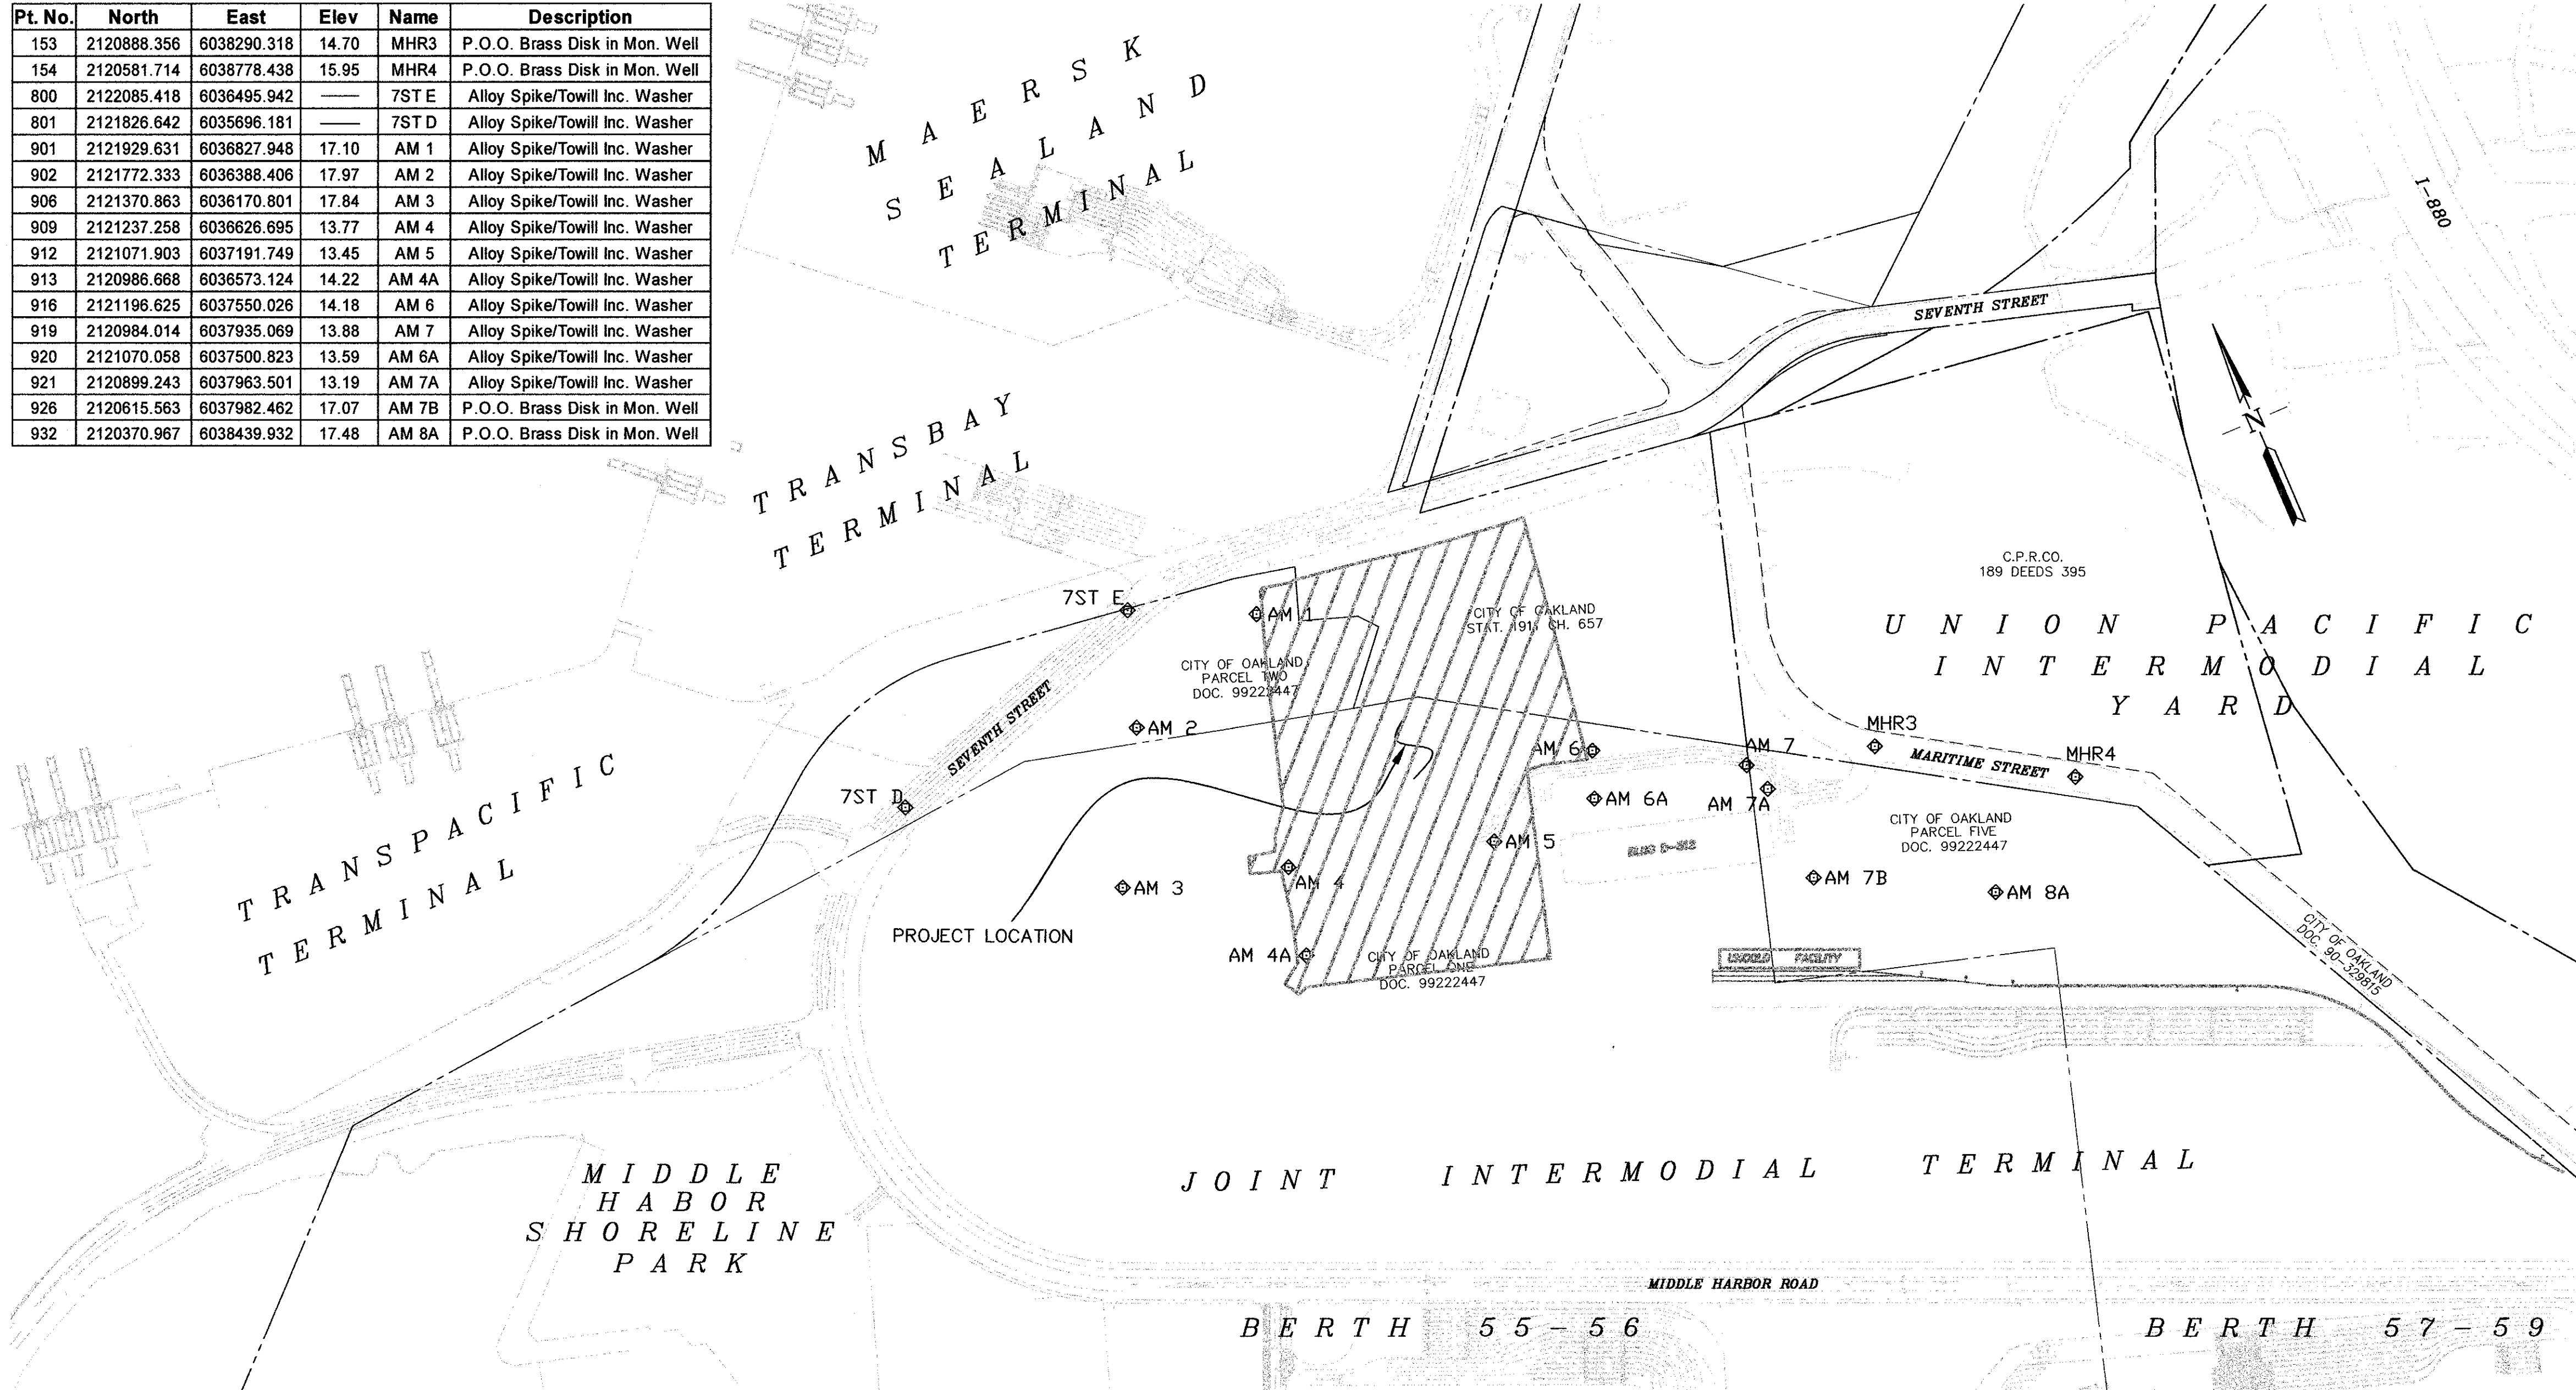 Pt. No. North East Elev Name Description
153 2120888.356 6038290.318 14.70 MHR3 P.O.O. Brass Disk in Mon. Well
154 2120581.714 6038778.438 15.95 MHR4 P.O.O. Brass Disk in Mon. Well
800 2122085.418 6036495.942 —— 7ST E Alloy Spike/Towill Inc. Washer
801 2121826.642 6035696.181 —— 7ST D Alloy Spike/Towill Inc. Washer
901 2121929.631 6036827.948 17.10 AM 1 Alloy Spike/Towill Inc. Washer
902 2121772.333 6036388.406 17.97 AM 2 Alloy Spike/Towill Inc. Washer
906 2121370.863 6036170.801 17.84 AM 3 Alloy Spike/Towill Inc. Washer
909 2121237.258 6036626.695 13.77 AM 4 Alloy Spike/Towill Inc. Washer
912 2121071.903 6037191.749 13.45 AM 5 Alloy Spike/Towill Inc. Washer
913 2120986.668 6036573.124 14.22 AM 4A Alloy Spike/Towill Inc. Washer
916 2121196.625 6037550.026 14.18 AM 6 Alloy Spike/Towill Inc. Washer
919 2120984.014 6037935.069 13.88 AM 7 Alloy Spike/Towill Inc. Washer
920 2121070.058 6037500.823 13.59 AM 6A Alloy Spike/Towill Inc. Washer
921 2120899.243 6037963.501 13.19 AM 7A Alloy Spike/Towill Inc. Washer
926 2120615.563 6037982.462 17.07 AM 7B P.O.O. Brass Disk in Mon. Well
932 2120370.967 6038439.932 17.48 AM 8A P.O.O. Brass Disk in Mon. Well
MAERSK
SEALAND
TERMINAL
I-880
SEVENTH STREET
N
TRANSBAY
TERMINAL
C.P.R.CO.
189 DEEDS 395
UNION PACIFIC
INTERMODIAL
YARD
7ST E
AM 1
CITY OF OAKLAND
STAT. 1911 CH. 657
CITY OF OAKLAND
PARCEL TWO
DOC. 99222447
SEVENTH STREET
AM 2
AM 6
AM 7
MHR3
MARITIME STREET
MHR4
7ST D
AM 6A
AM 7A
CITY OF OAKLAND
PARCEL FIVE
DOC. 99222447
TRANSPACIFIC
TERMINAL
AM 5
BLDG D-812
AM 3
AM 4
AM 7B
AM 8A
PROJECT LOCATION
AM 4A
CITY OF OAKLAND
PARCEL ONE
DOC. 99222447
FACILITY
CITY OF OAKLAND
DOC. 90-329815
MIDDLE
HABOR
SHORELINE
PARK
JOINT INTERMODIAL TERMINAL
MIDDLE HARBOR ROAD
BERTH 55-56
BERTH 57-59